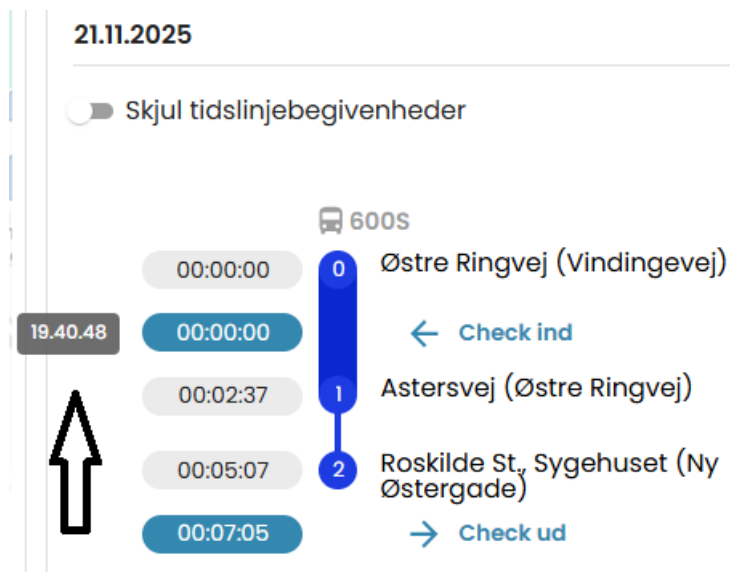 21.11.2025
Skjul tidslinjebegivenheder
600S
00:00:00 0 Østre Ringvej (Vindingevej)
19.40.48 00:00:00 Check ind
00:02:37 1 Astersvej (Østre Ringvej)
00:05:07 2 Roskilde St., Sygehuset (Ny
Østergade)
00:07:05 Check ud